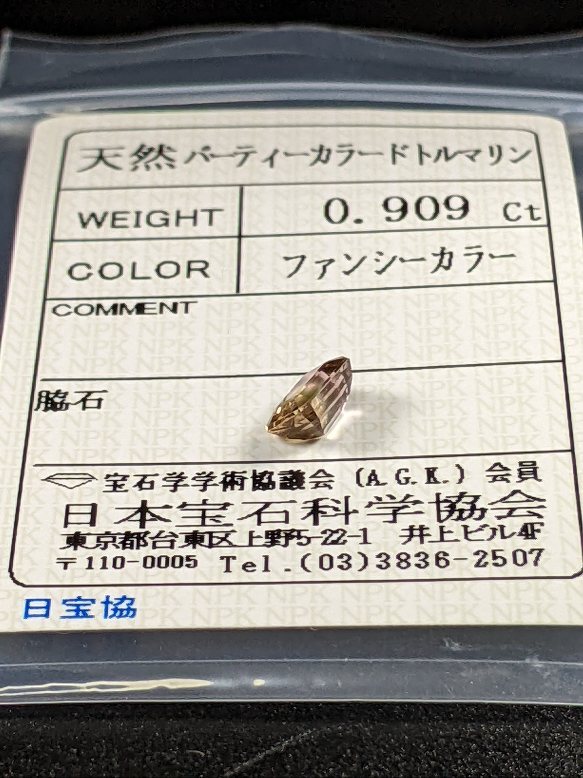 天然パーティーカラードトルマリン
WEIGHT 0.909 Ct
COLOR ファンシーカラー
COMMENT
脇石
宝石学学術協議会 (A.G.K.) 会員
日本宝石科学協会
東京都台東区上野5-22-1 井上ビル4F
〒110-0005 Tel.(03)3836-2507
日宝協